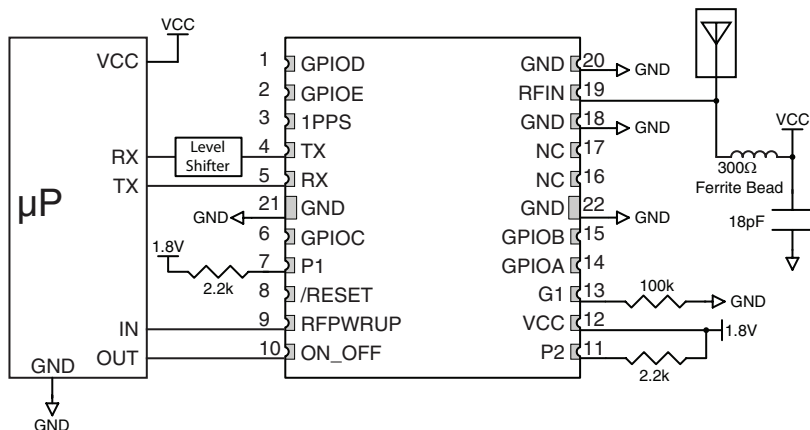 VCC
VCC
RX
TX
µP
IN
OUT
GND
GND
Level
Shifter
GND
1.8V
2.2k
1 GPIOD
2 GPIOE
3 1PPS
4 TX
5 RX
21 GND
6 GPIOC
7 P1
8 /RESET
9 RFPWRUP
10 ON_OFF
GND 20
RFIN 19
GND 18
NC 17
NC 16
GND 22
GPIOB 15
GPIOA 14
G1 13
VCC 12
P2 11
GND
GND
GND
100k
GND
1.8V
2.2k
VCC
300Ω
Ferrite Bead
18pF